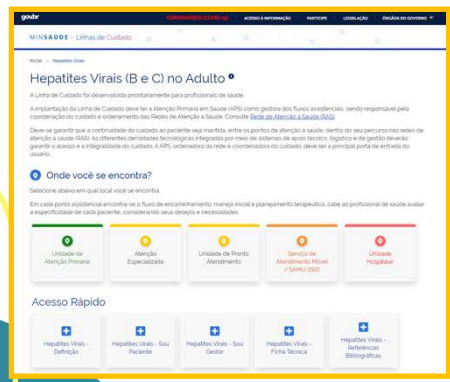 govbr
CORONAVÍRUS (COVID-19) ACESSO À INFORMAÇÃO PARTICIPE LEGISLAÇÃO ÓRGÃOS DO GOVERNO
MINSAÚDE - Linhas de Cuidado
Portal Hepatites Virais
Hepatites Virais (B e C) no Adulto
A Linha de Cuidado foi desenvolvida prioritariamente para profissionais de saúde.
A implantação da Linha de Cuidado deve ter a Atenção Primária em Saúde (APS) como gestora dos fluxos assistenciais, sendo responsável pela
coordenação do cuidado e ordenamento das Redes de Atenção à Saúde. Consulte Rede de Atenção à Saúde (RAS)
Deve-se garantir que a continuidade do cuidado ao paciente seja mantida, entre os pontos de atenção à saúde, dentro do seu percurso nas redes de
atenção à saúde (RAS). As diferentes densidades tecnológicas integradas por meio de sistemas de apoio técnico, logístico e de gestão deverão
garantir o acesso e a integralidade do cuidado. A APS, ordenadora da rede e coordenadora do cuidado, deve ser a principal porta de entrada do
usuário.
Onde você se encontra?
Selecione abaixo em qual local você se encontra.
Em cada ponto assistencial encontra-se o fluxo de encaminhamento, manejo inicial e planejamento terapêutico, cabe ao profissional de saúde avaliar
a especificidade de cada paciente, considerando seus desejos e necessidades.
Unidade de
Atenção Primária
Atenção
Especializada
Unidade de Pronto
Atendimento
Serviço de
Atendimento Móvel
/ SAMU (192)
Unidade
Hospitalar
Acesso Rápido
Hepatites Virais -
Definição
Hepatites Virais - Sou
Paciente
Hepatites Virais - Sou
Gestor
Hepatites Virais -
Ficha Técnica
Hepatites Virais -
Referências
Bibliográficas